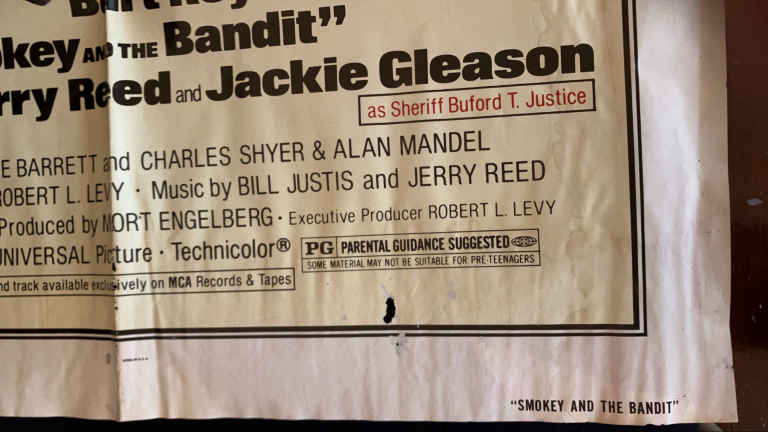 Burt Rey
okey AND THE Bandit”
rry Reed and Jackie Gleason
as Sheriff Buford T. Justice
E BARRETT and CHARLES SHYER & ALAN MANDEL
ROBERT L. LEVY · Music by BILL JUSTIS and JERRY REED
Produced by MORT ENGELBERG · Executive Producer ROBERT L. LEVY
UNIVERSAL Picture · Technicolor®
PG PARENTAL GUIDANCE SUGGESTED
SOME MATERIAL MAY NOT BE SUITABLE FOR PRE-TEENAGERS
nd track available exclusively on MCA Records & Tapes
“SMOKEY AND THE BANDIT”